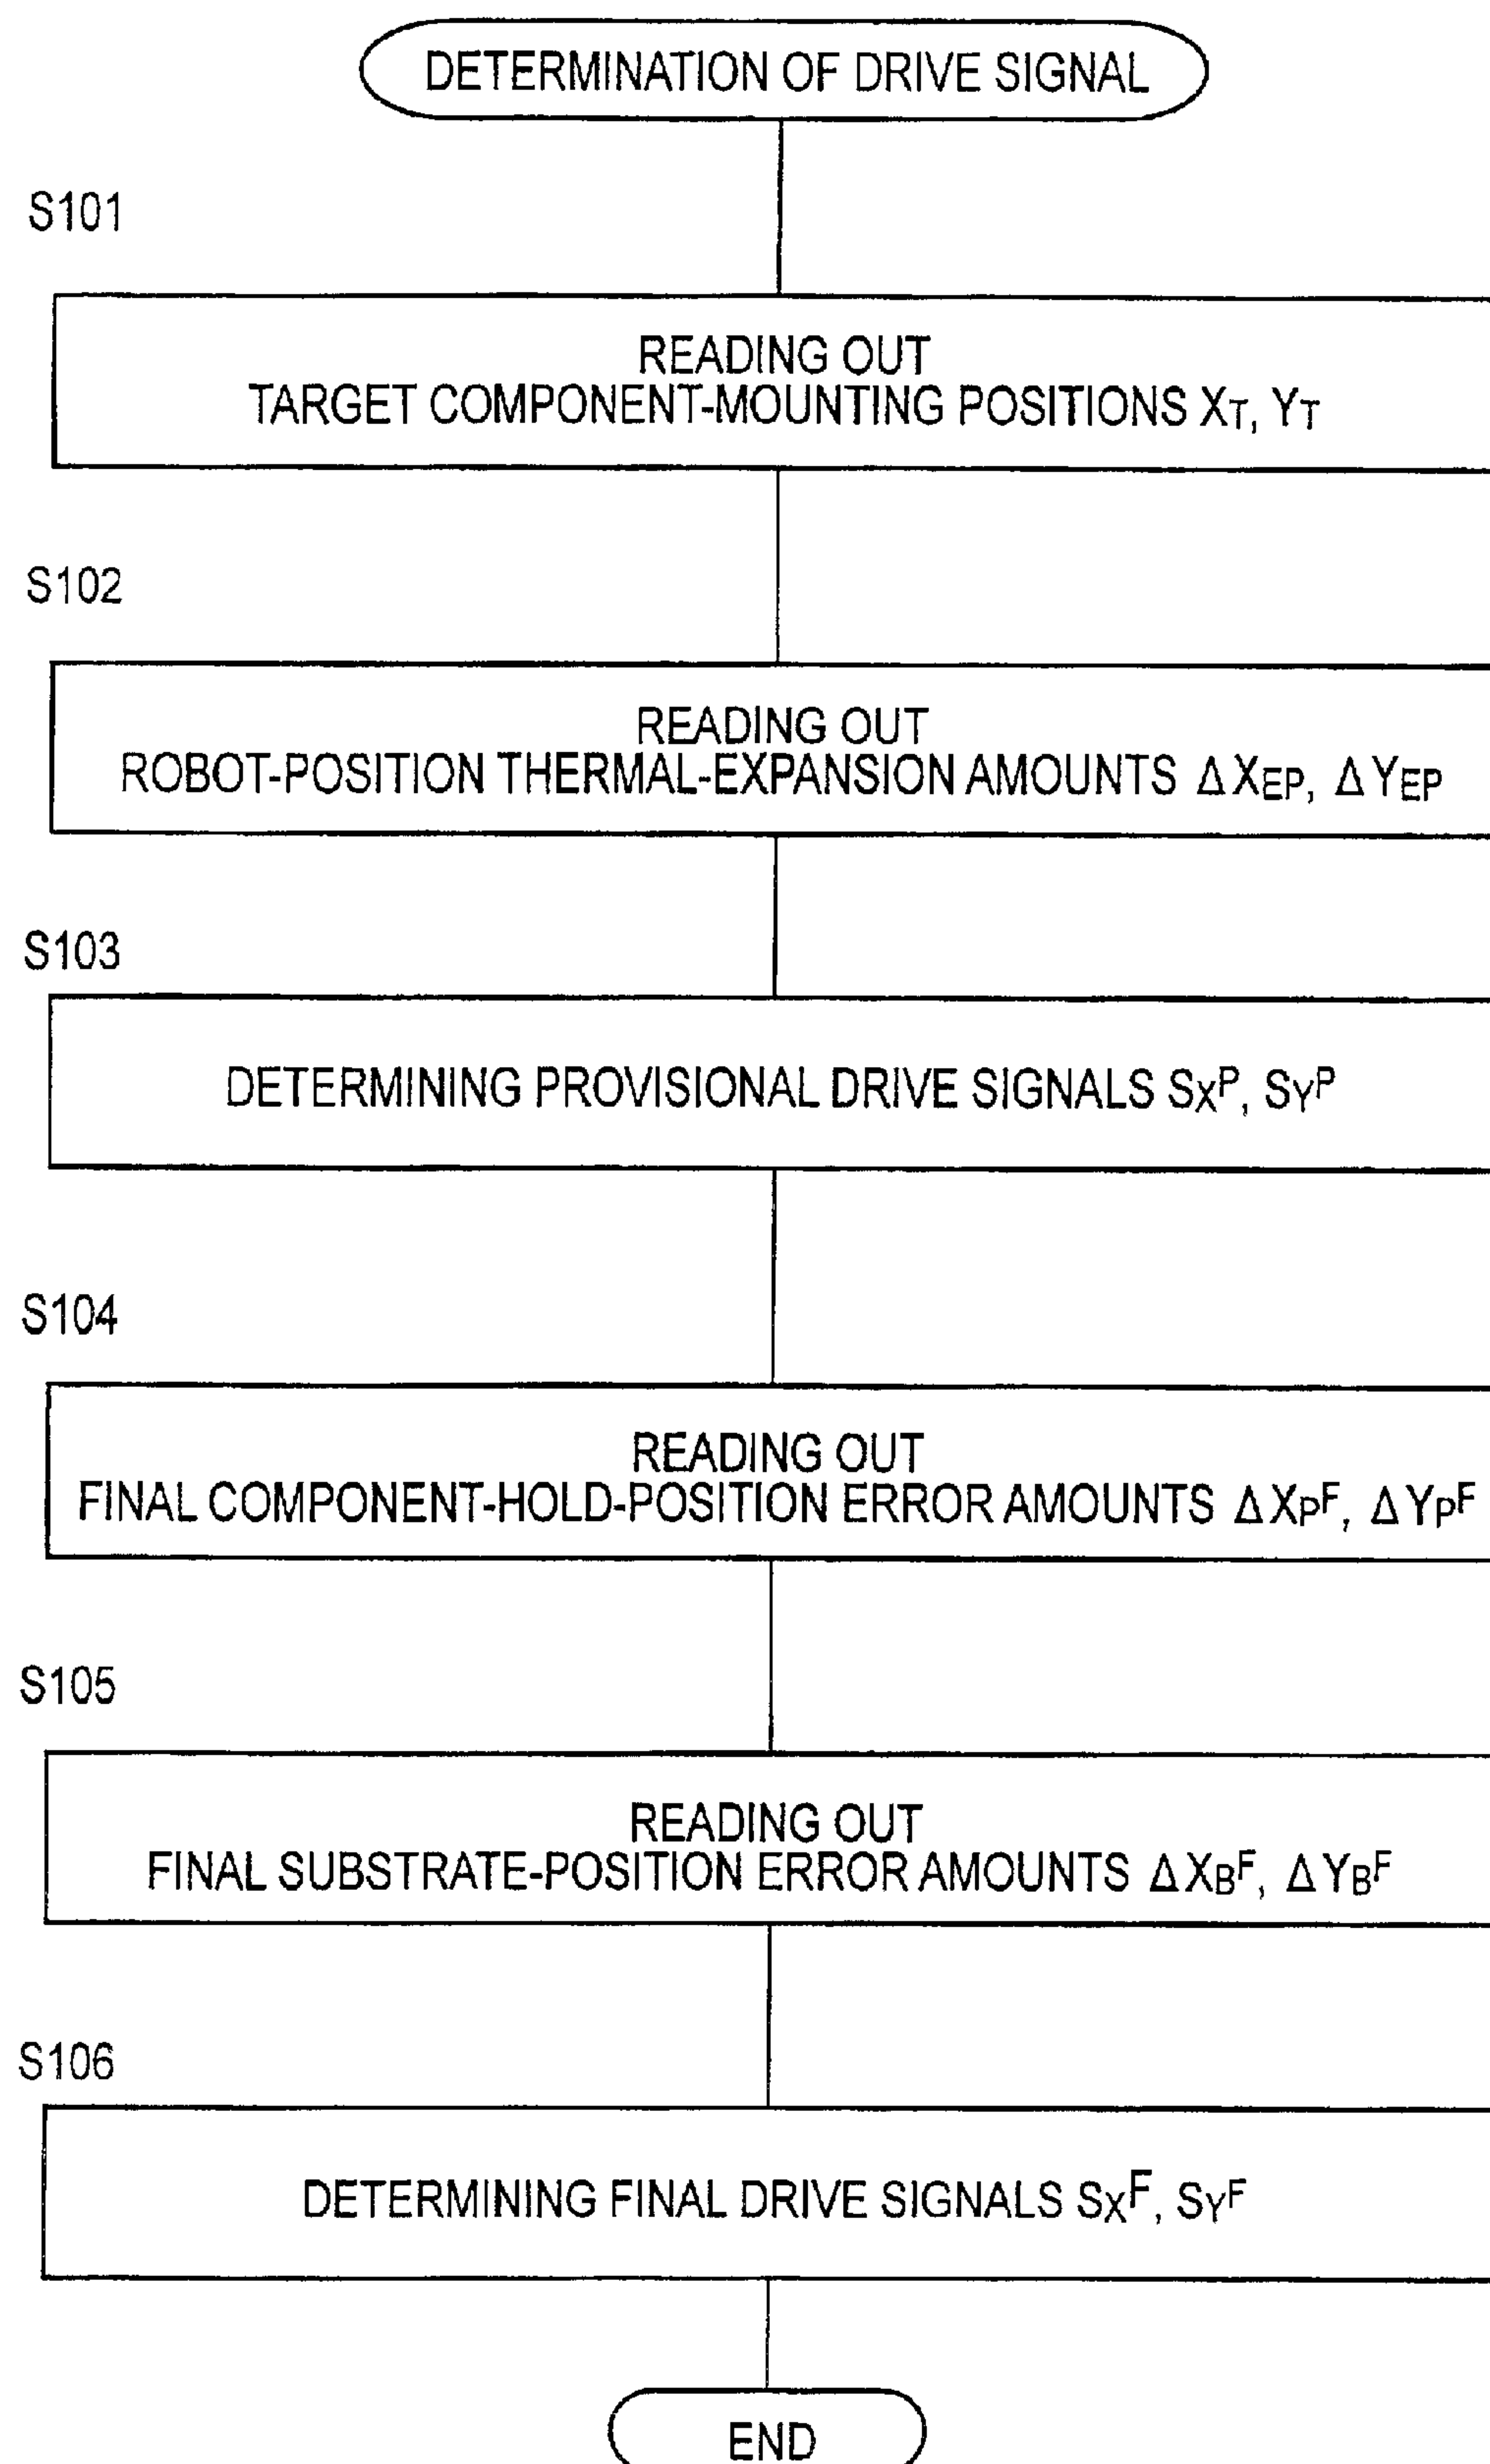 DETERMINATION OF DRIVE SIGNAL
S101
READING OUT
TARGET COMPONENT-MOUNTING POSITIONS XT, YT
S102
READING OUT
ROBOT-POSITION THERMAL-EXPANSION AMOUNTS ΔXEP, ΔYEP
S103
DETERMINING PROVISIONAL DRIVE SIGNALS SXP, SYP
S104
READING OUT
FINAL COMPONENT-HOLD-POSITION ERROR AMOUNTS ΔXPF, ΔYPF
S105
READING OUT
FINAL SUBSTRATE-POSITION ERROR AMOUNTS ΔXBF, ΔYBF
S106
DETERMINING FINAL DRIVE SIGNALS SXF, SYF
END